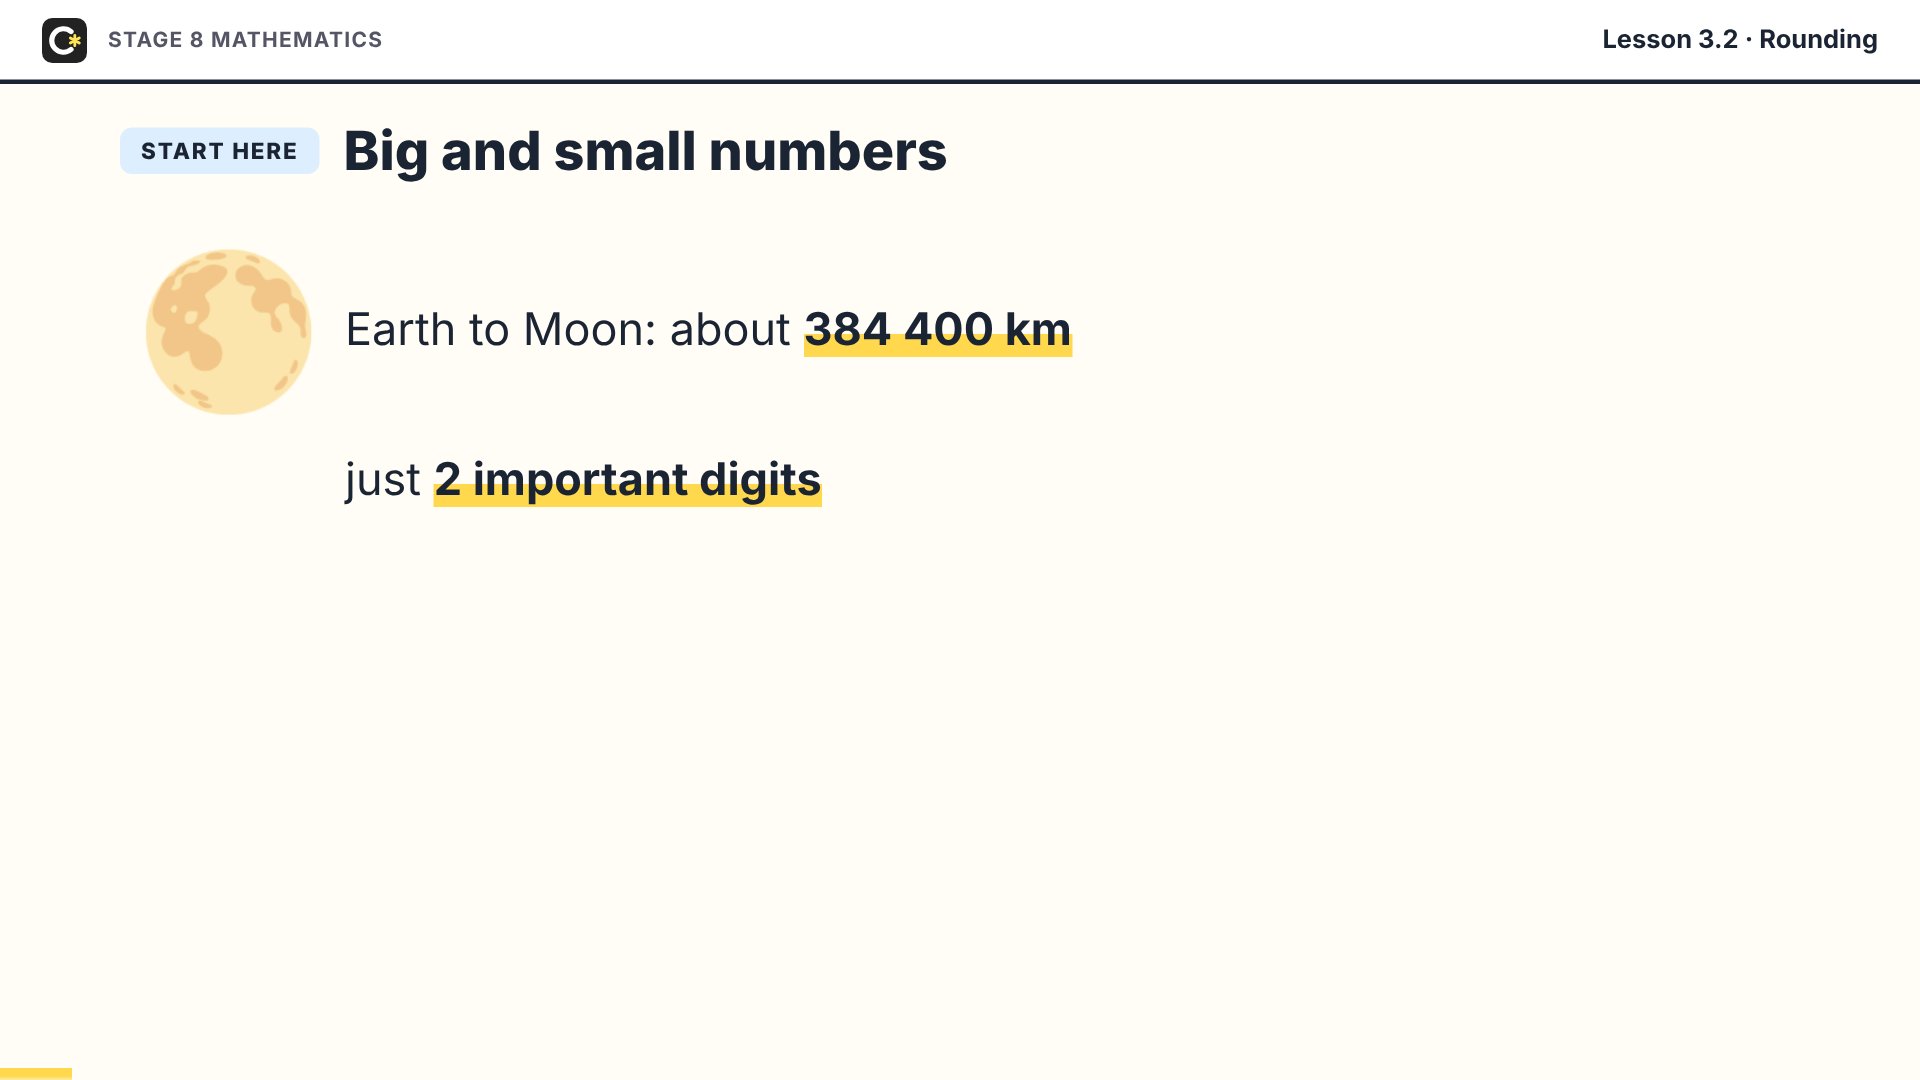 STAGE 8 MATHEMATICS
Lesson 3.2 · Rounding
START HERE
Big and small numbers
Earth to Moon: about 384 400 km
just 2 important digits